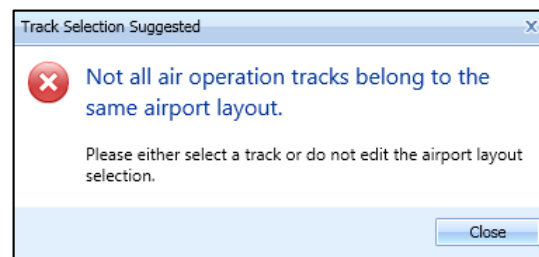 Track Selection Suggested
Not all air operation tracks belong to the
same airport layout.
Please either select a track or do not edit the airport layout
selection.
Close